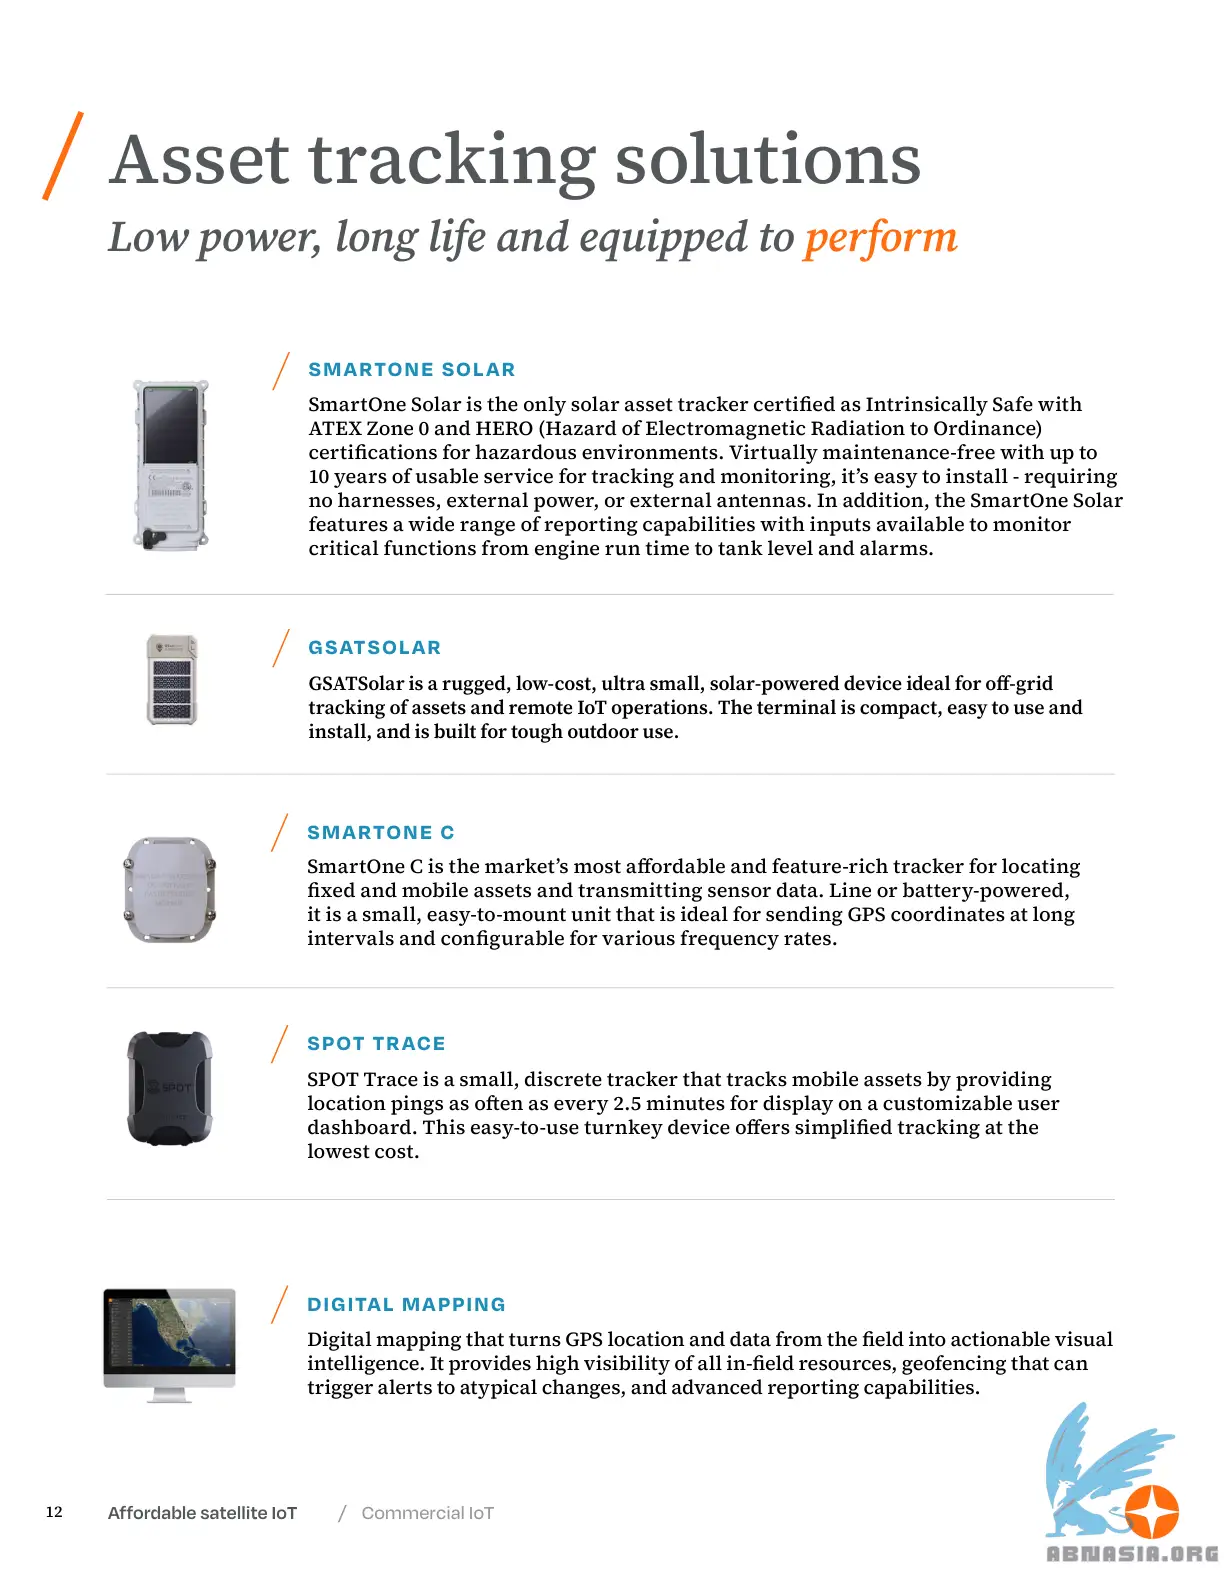 Asset tracking solutions
Low power, long life and equipped to perform
SMARTONE SOLAR
SmartOne Solar is the only solar asset tracker certified as Intrinsically Safe with
ATEX Zone 0 and HERO (Hazard of Electromagnetic Radiation to Ordinance)
certifications for hazardous environments. Virtually maintenance-free with up to
10 years of usable service for tracking and monitoring, it's easy to install - requiring
no harnesses, external power, or external antennas. In addition, the SmartOne Solar
features a wide range of reporting capabilities with inputs available to monitor
critical functions from engine run time to tank level and alarms.
GSATSOLAR
GSATSolar is a rugged, low-cost, ultra small, solar-powered device ideal for off-grid
tracking of assets and remote IoT operations. The terminal is compact, easy to use and
install, and is built for tough outdoor use.
SMARTONE C
SmartOne C is the market's most affordable and feature-rich tracker for locating
fixed and mobile assets and transmitting sensor data. Line or battery-powered,
it is a small, easy-to-mount unit that is ideal for sending GPS coordinates at long
intervals and configurable for various frequency rates.
SPOT
SPOT TRACE
SPOT Trace is a small, discrete tracker that tracks mobile assets by providing
location pings as often as every 2.5 minutes for display on a customizable user
dashboard. This easy-to-use turnkey device offers simplified tracking at the
lowest cost.
DIGITAL MAPPING
Digital mapping that turns GPS location and data from the field into actionable visual
intelligence. It provides high visibility of all in-field resources, geofencing that can
trigger alerts to atypical changes, and advanced reporting capabilities.
12 Affordable satellite IoT / Commercial IoT
ABNASIA.ORG